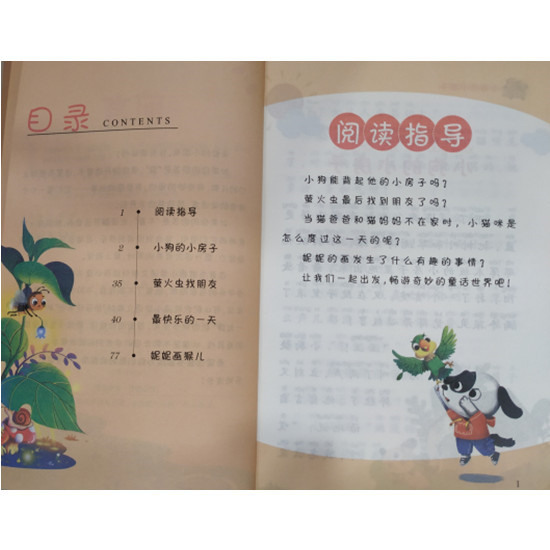 目录 CONTENTS
1 阅读指导
2 小狗的小房子
35 萤火虫找朋友
40 最快乐的一天
77 妮妮画猴儿
阅读指导
小狗能背起他的小房子吗？
萤火虫最后找到朋友了吗？
当猫爸爸和猫妈妈不在家时，小猫咪是
怎么度过这一天的呢？
妮妮的画发生了什么有趣的事情？
让我们一起出发，畅游奇妙的童话世界吧！
1